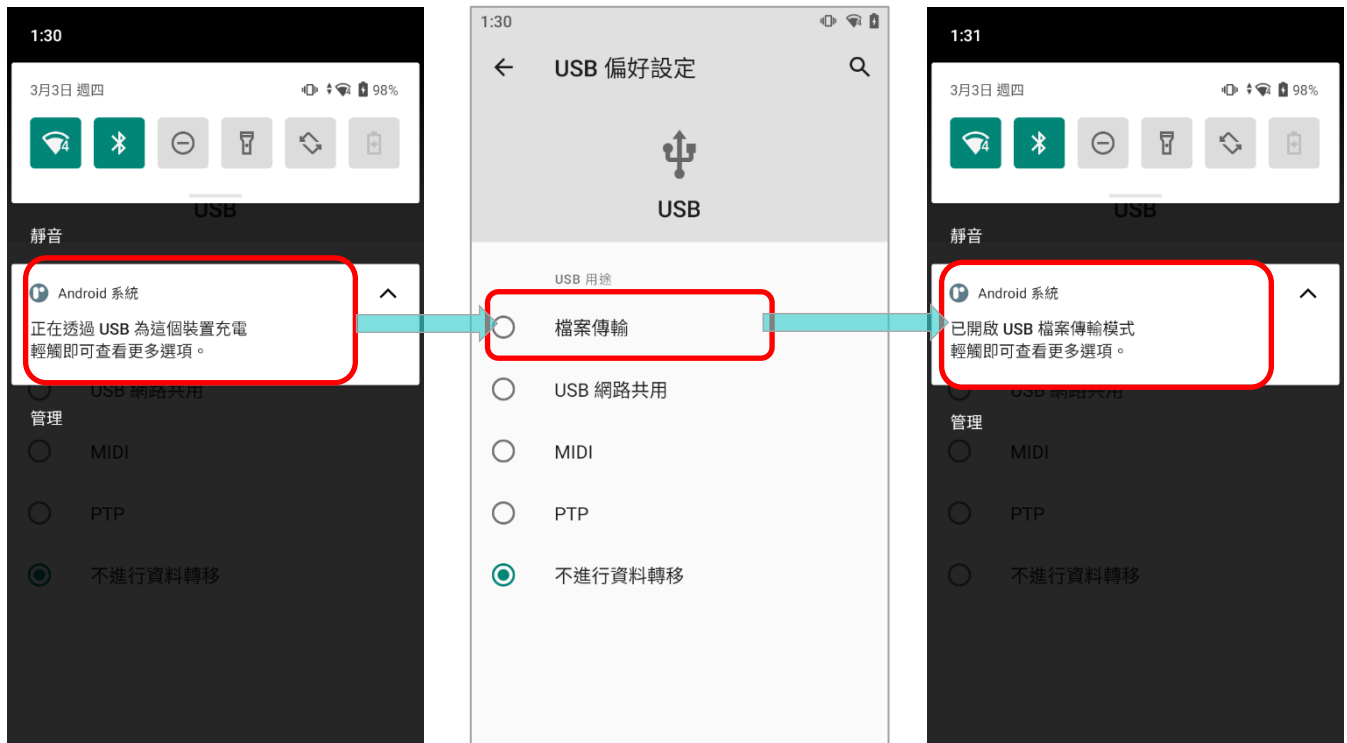 1:30
3月3日 週四
98%
USB
靜音
Android 系統
正在透過 USB 為這個裝置充電
輕觸即可查看更多選項。
USB 網路共用
管理
MIDI
PTP
不進行資料轉移
1:30
USB 偏好設定
USB
USB 用途
檔案傳輸
USB 網路共用
MIDI
PTP
不進行資料轉移
1:31
3月3日 週四
98%
USB
靜音
Android 系統
已開啟 USB 檔案傳輸模式
輕觸即可查看更多選項。
USB 網路共用
管理
MIDI
PTP
不進行資料轉移